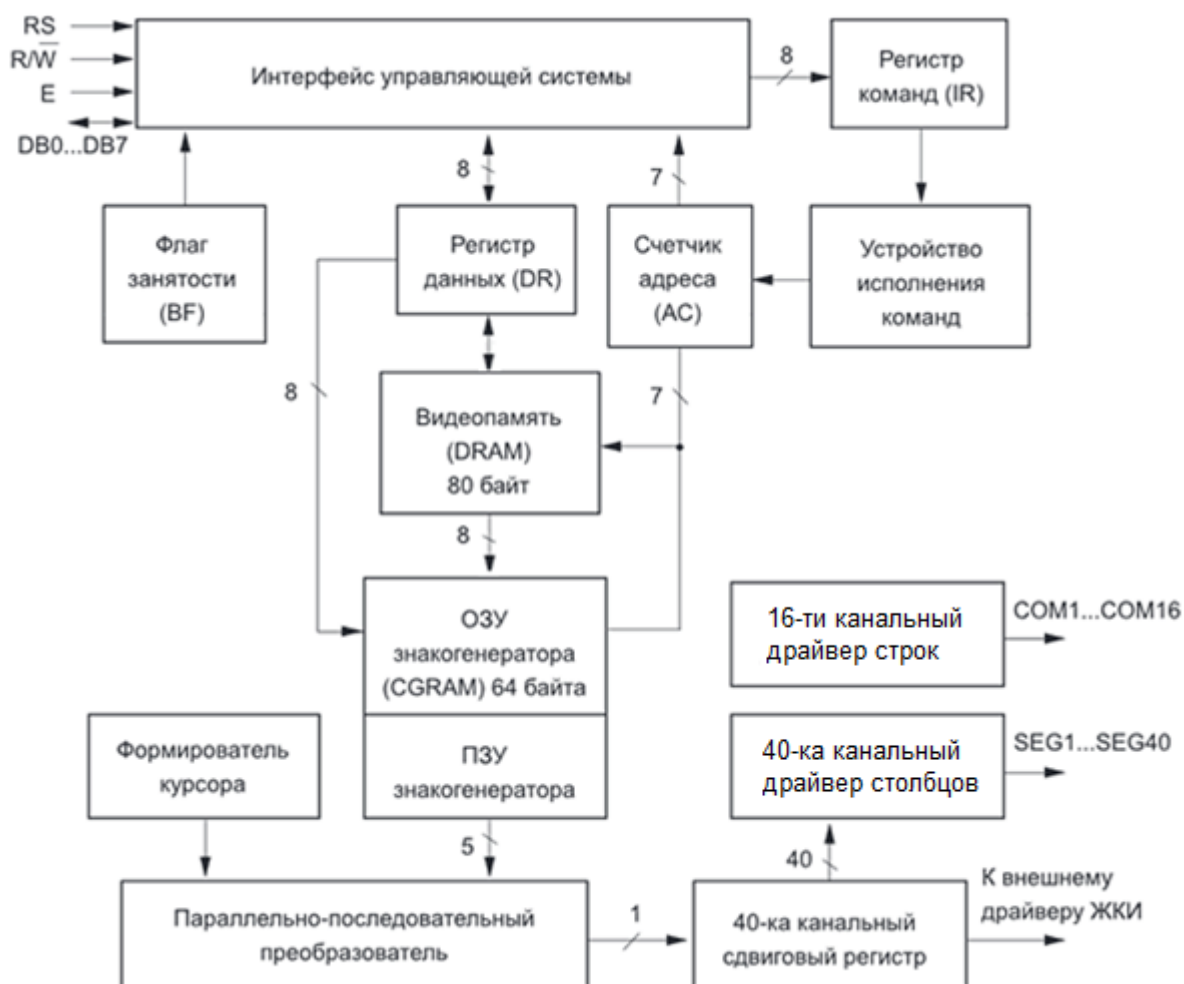 RS
R/W̅
E
DB0...DB7
Интерфейс управляющей системы
8
Регистр
команд (IR)
8
7
Флаг
занятости
(BF)
Регистр
данных (DR)
Счетчик
адреса
(AC)
Устройство
исполнения
команд
8
7
Видеопамять
(DRAM)
80 байт
8
ОЗУ
знакогенератора
(CGRAM) 64 байта
16-ти канальный
драйвер строк
COM1...COM16
Формирователь
курсора
ПЗУ
знакогенератора
40-ка канальный
драйвер столбцов
SEG1...SEG40
5
40
Параллельно-последовательный
преобразователь
1
40-ка канальный
сдвиговый регистр
К внешнему
драйверу ЖКИ